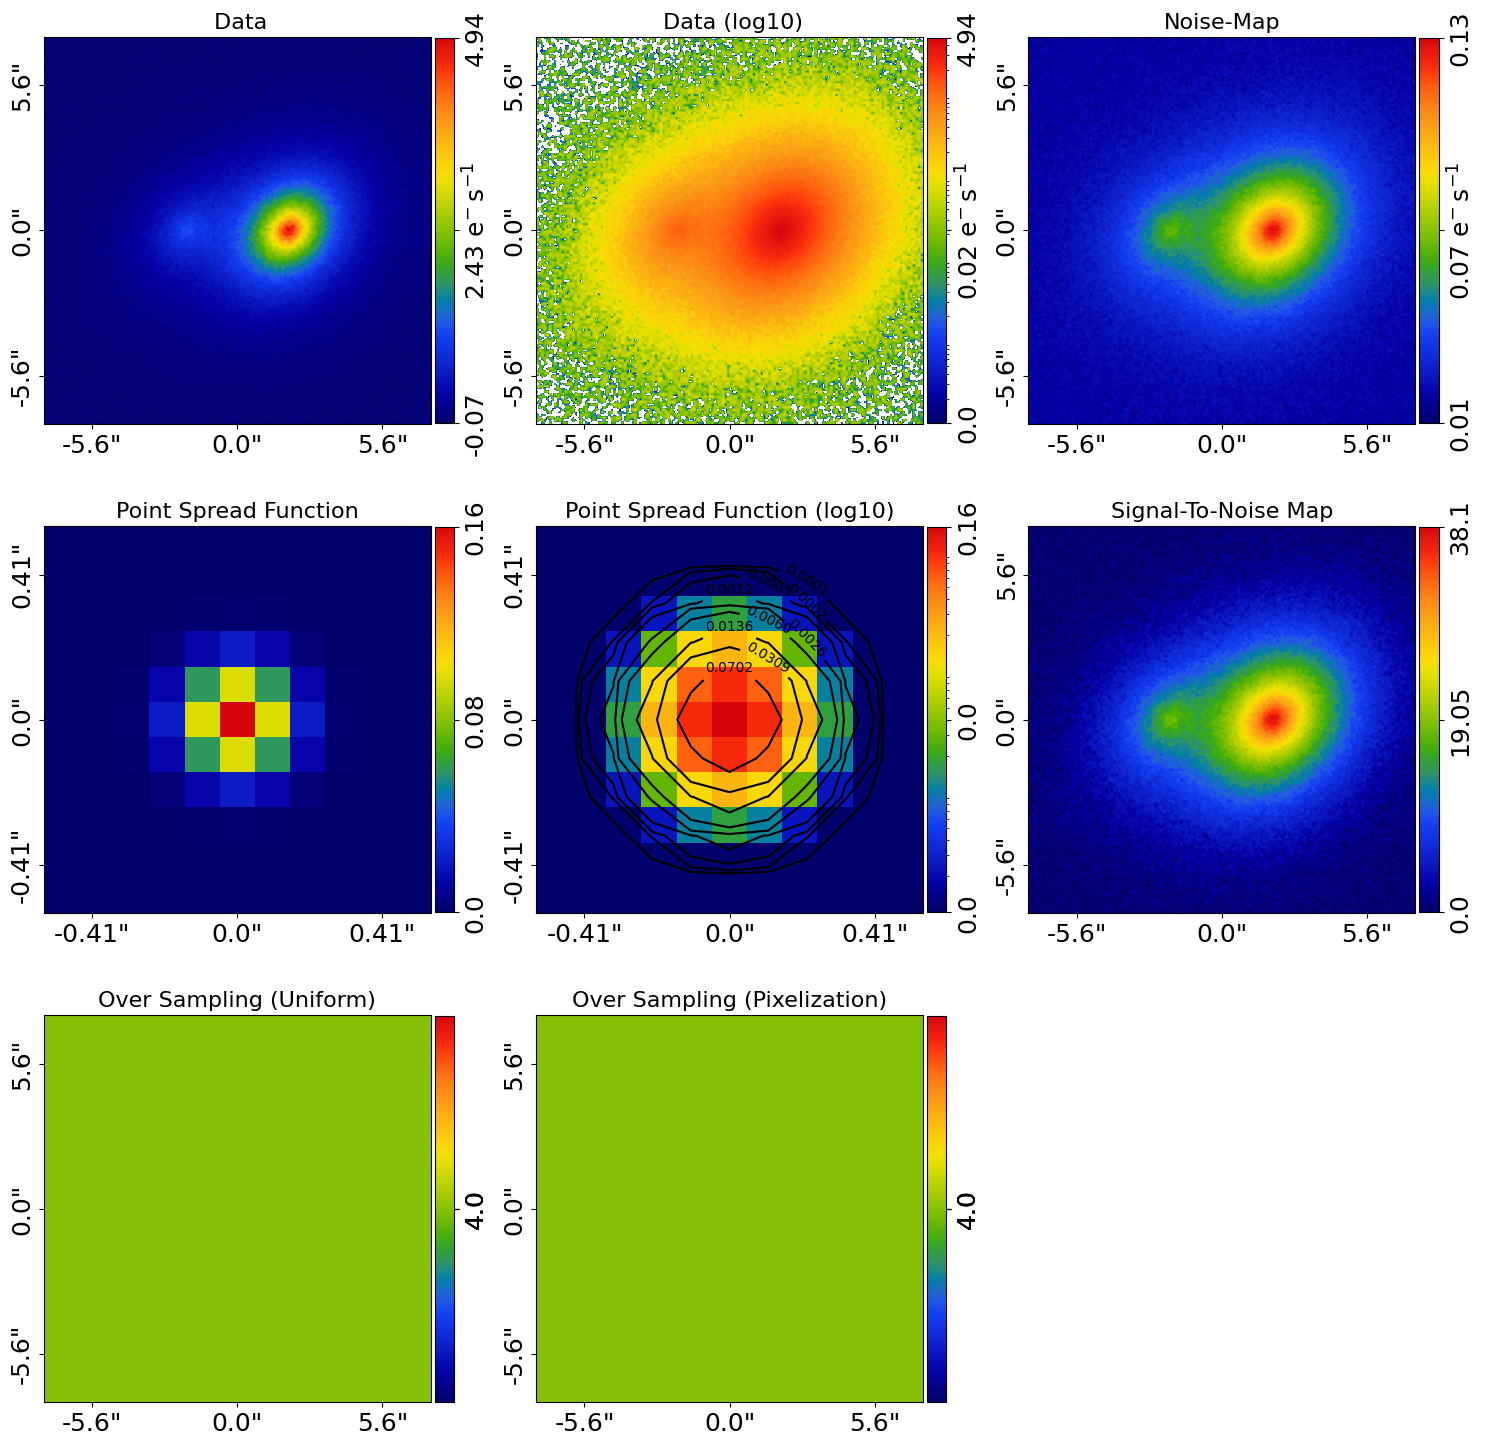 Data
5.6"
0.0"
-5.6"
-5.6" 0.0" 5.6"
4.94
2.43 e⁻ s⁻¹
-0.07
Data (log10)
5.6"
0.0"
-5.6"
-5.6" 0.0" 5.6"
4.94
0.02 e⁻ s⁻¹
0.0
Noise-Map
5.6"
0.0"
-5.6"
-5.6" 0.0" 5.6"
0.13
0.07 e⁻ s⁻¹
0.01
Point Spread Function
0.41"
0.0"
-0.41"
-0.41" 0.0" 0.41"
0.16
0.08
0.0
Point Spread Function (log10)
0.41"
0.0"
-0.41"
-0.41" 0.0" 0.41"
0.0001
0.0012
0.0060
0.0026
0.0136
0.0309
0.0702
0.16
0.0
0.0
Signal-To-Noise Map
5.6"
0.0"
-5.6"
-5.6" 0.0" 5.6"
38.1
19.05
0.0
Over Sampling (Uniform)
5.6"
0.0"
-5.6"
-5.6" 0.0" 5.6"
4.0
Over Sampling (Pixelization)
5.6"
0.0"
-5.6"
-5.6" 0.0" 5.6"
4.0